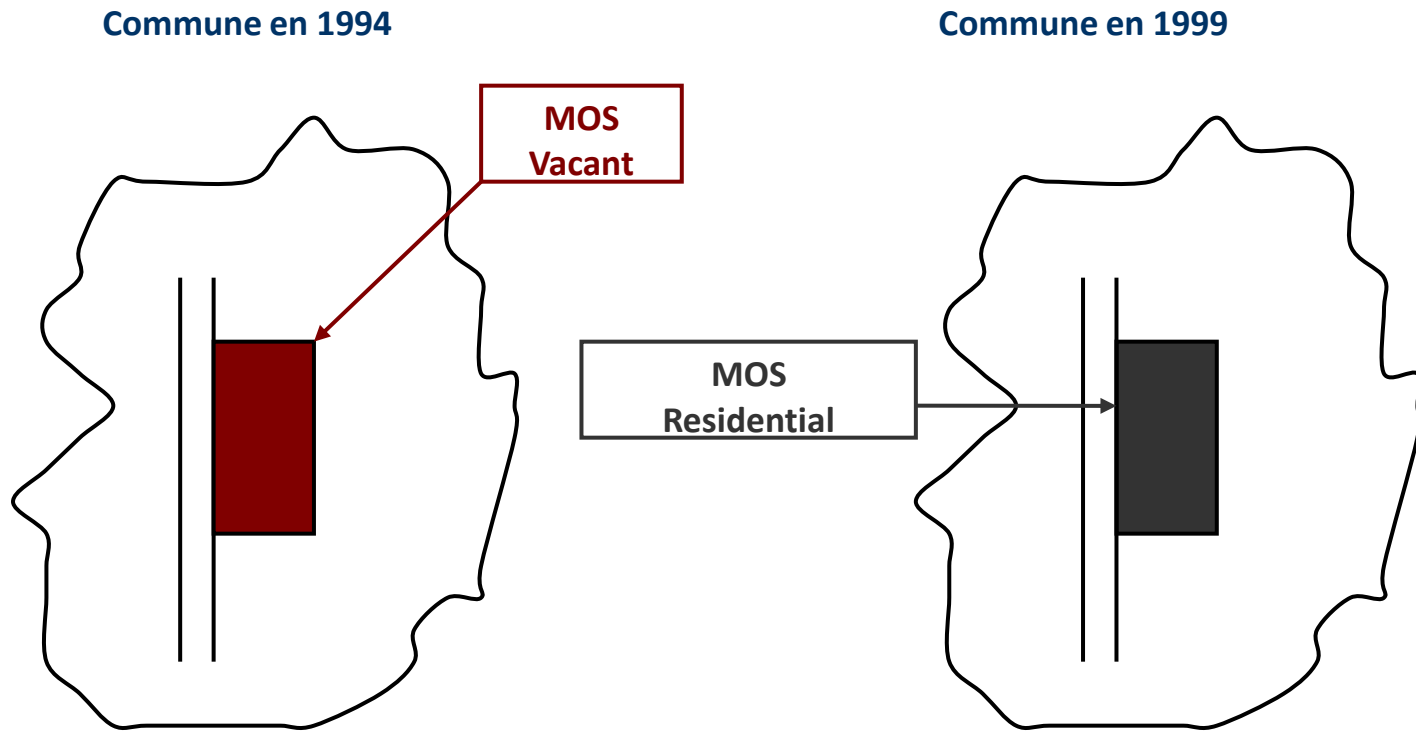 Commune en 1994
Commune en 1999
MOS
Vacant
MOS
Residential